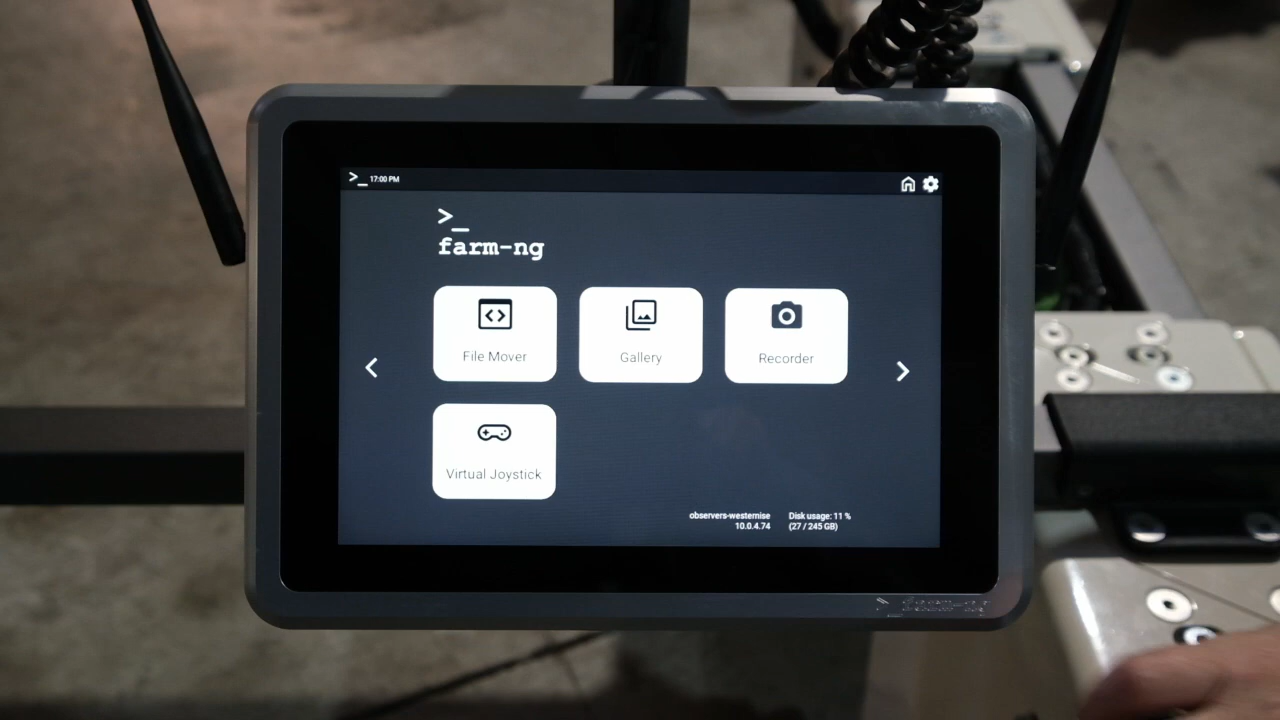 >_ 17:00 PM
>_
farm-ng
File Mover
Gallery
Recorder
Virtual Joystick
observers-westemise
10.0.4.74
Disk usage: 11 %
(27 / 245 GB)